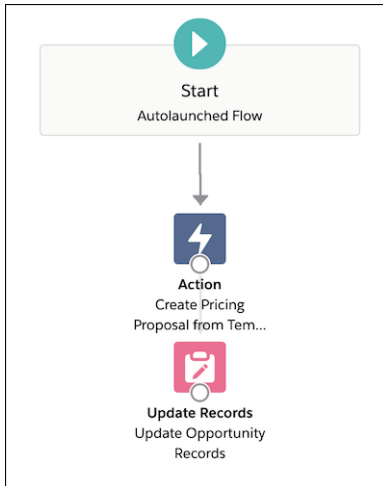 Start
Autolaunched Flow
Action
Create Pricing
Proposal from Tem...
Update Records
Update Opportunity
Records